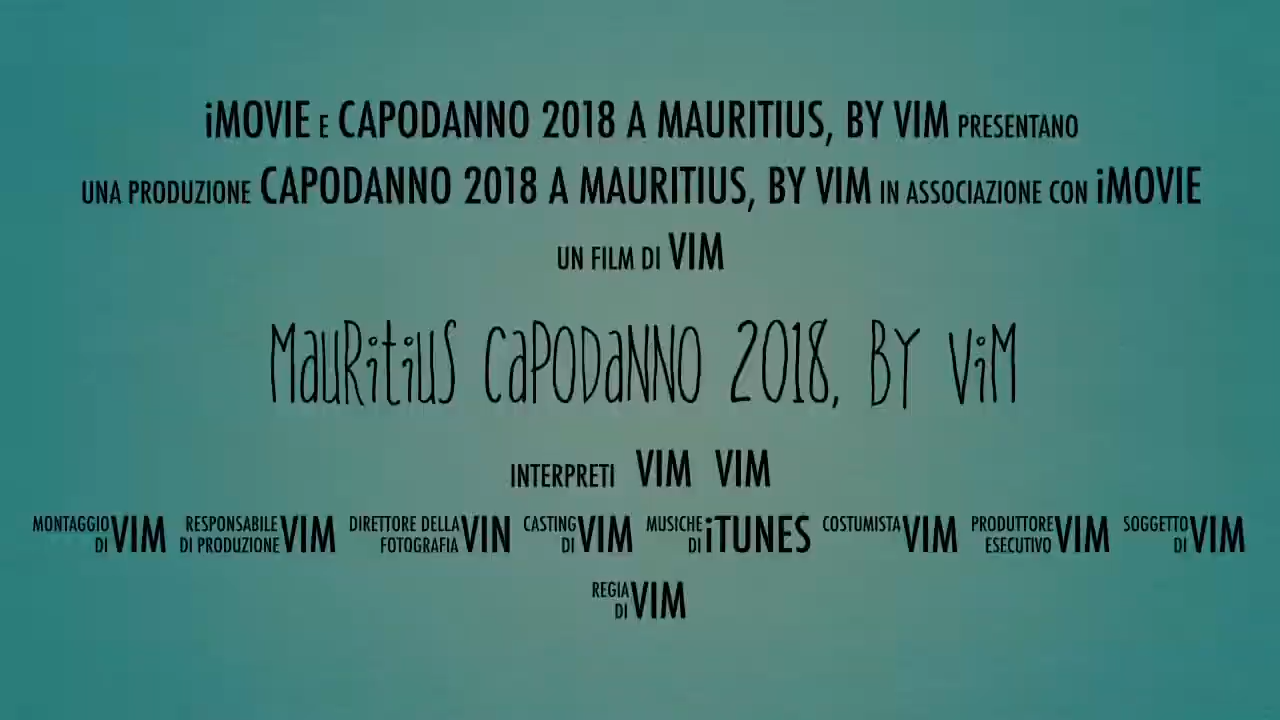 iMOVIE E CAPODANNO 2018 A MAURITIUS, BY VIM PRESENTANO
UNA PRODUZIONE CAPODANNO 2018 A MAURITIUS, BY VIM IN ASSOCIAZIONE CON iMOVIE
UN FILM DI VIM
MauRitiUS CaPODaNNO 2018, BY ViM
INTERPRETI VIM VIM
MONTAGGIO DI VIM RESPONSABILE DI PRODUZIONE VIM DIRETTORE DELLA FOTOGRAFIA VIN CASTING DI VIM MUSICHE DI iTUNES COSTUMISTA VIM PRODUTTORE ESECUTIVO VIM SOGGETTO DI VIM
REGIA DI VIM